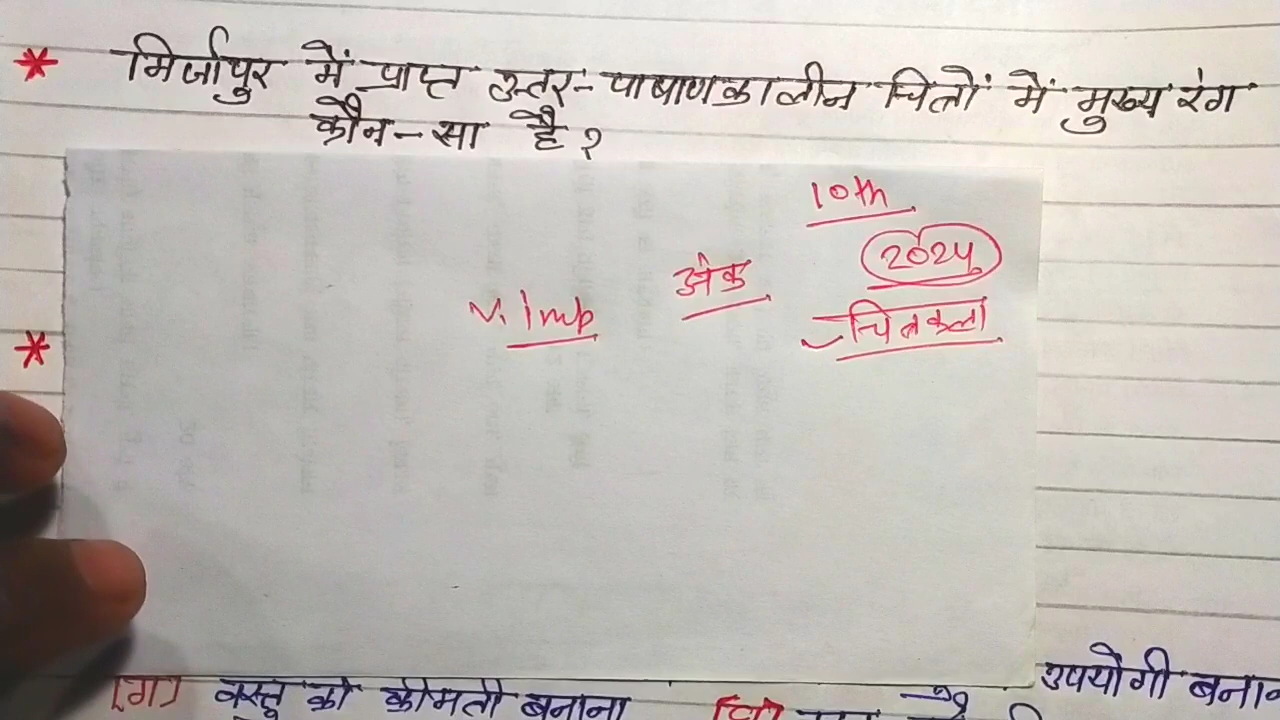 * मिर्जापुर में प्राप्त उत्तर-पाषाणकालीन चित्रों में मुख्य रंग
कौन-सा है?
10th
2024
अंक
चित्रकला
V. Imp
*
उपयोगी बनाना
(ग) वस्तु को कीमती बनाना